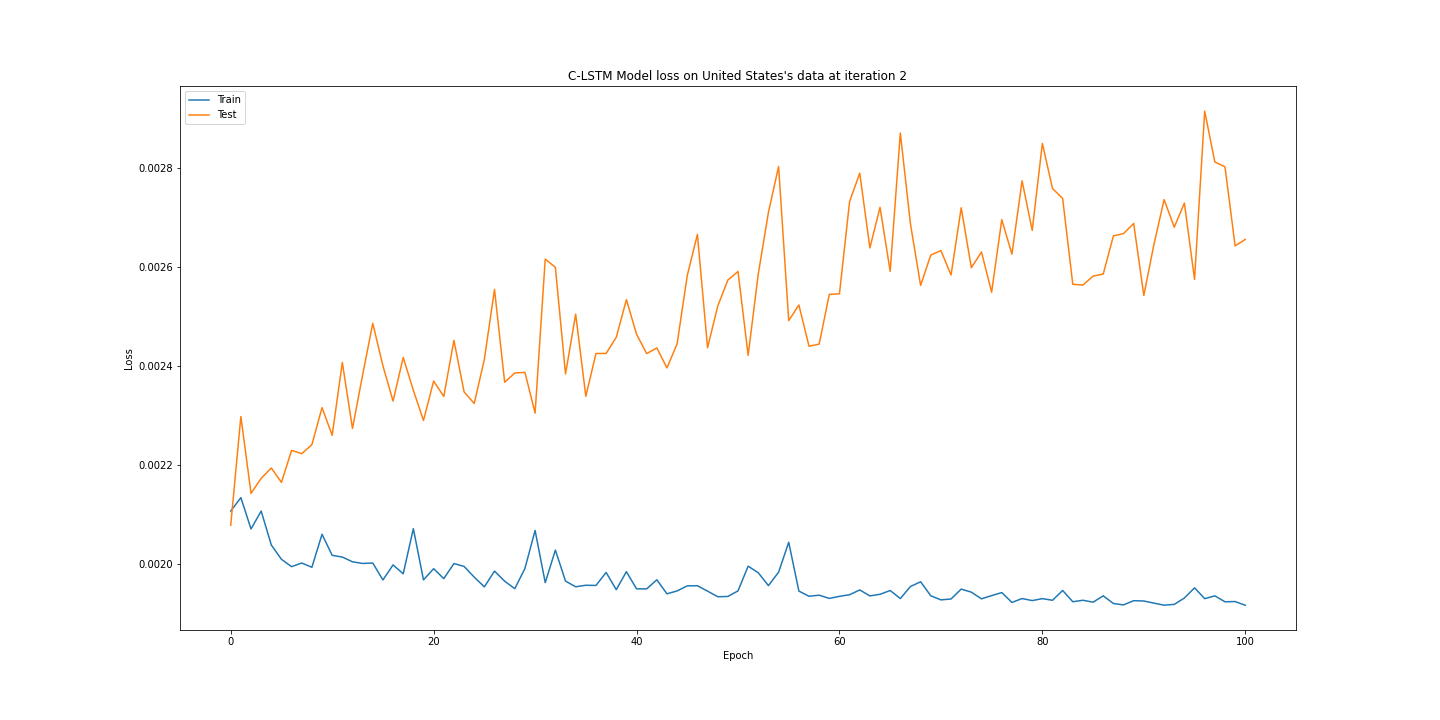 C-LSTM Model loss on United States's data at iteration 2
Train
Test
0.0028
0.0026
0.0024
0.0022
0.0020
Loss
0 20 40 60 80 100
Epoch